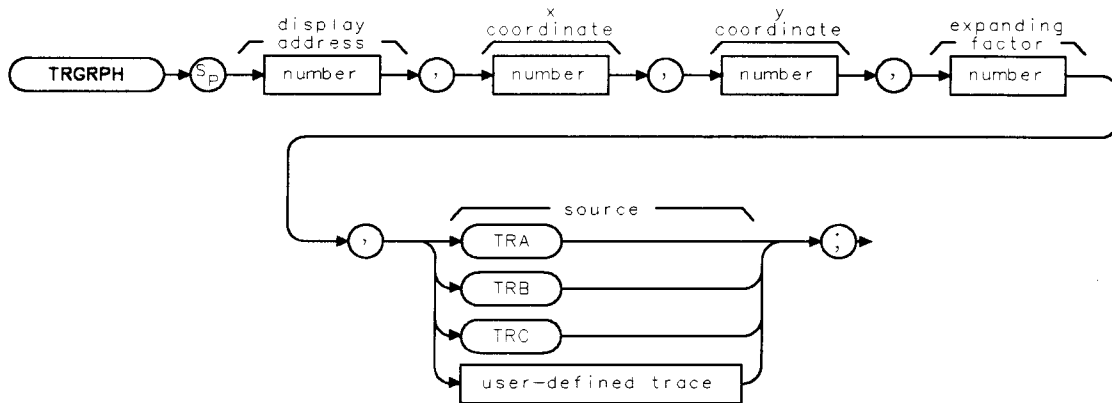 display address
x coordinate
y coordinate
expanding factor
TRGRPH
SP
number
,
number
,
number
,
number
,
source
TRA
TRB
TRC
user-defined trace
;